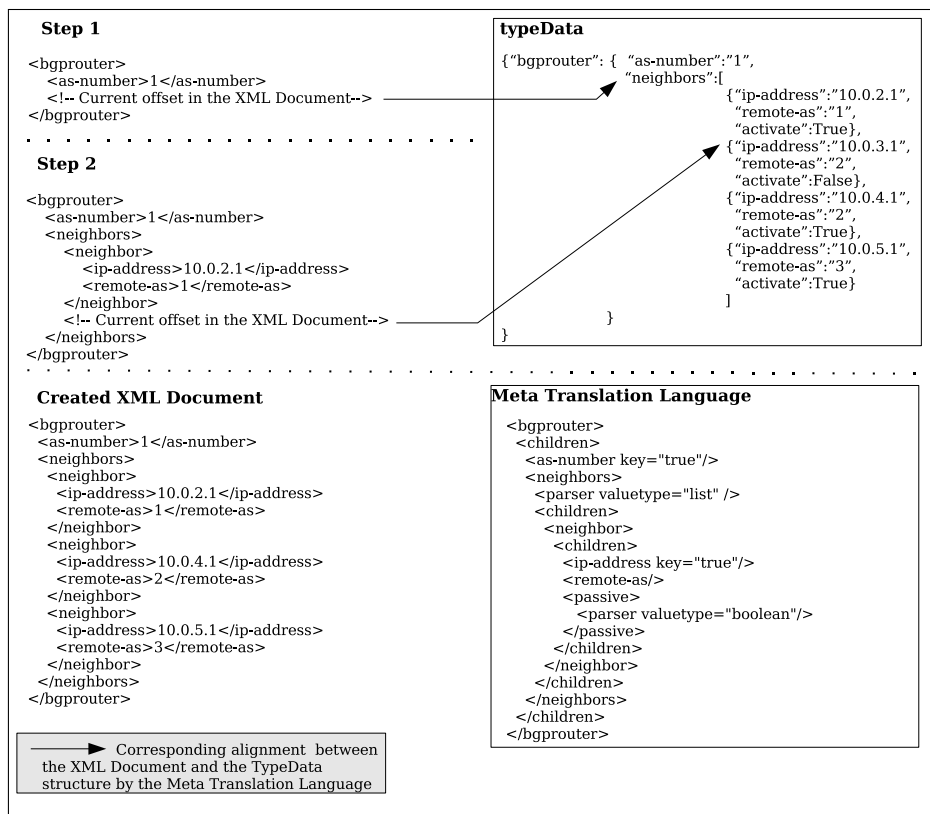 Step 1
<bgprouter>
<as-number>1</as-number>
<!-- Current offset in the XML Document-->
</bgprouter>
Step 2
<bgprouter>
<as-number>1</as-number>
<neighbors>
<neighbor>
<ip-address>10.0.2.1</ip-address>
<remote-as>1</remote-as>
</neighbor>
<!-- Current offset in the XML Document-->
</neighbors>
</bgprouter>
typeData
{“bgprouter”: { “as-number”:”1”,
“neighbors”:[
{“ip-address”:”10.0.2.1”,
“remote-as”:”1”,
“activate”:True},
{“ip-address”:”10.0.3.1”,
“remote-as”:”2”,
“activate”:False},
{“ip-address”:”10.0.4.1”,
“remote-as”:”2”,
“activate”:True},
{“ip-address”:”10.0.5.1”,
“remote-as”:”3”,
“activate”:True}
]
}
}
Created XML Document
<bgprouter>
<as-number>1</as-number>
<neighbors>
<neighbor>
<ip-address>10.0.2.1</ip-address>
<remote-as>1</remote-as>
</neighbor>
<neighbor>
<ip-address>10.0.4.1</ip-address>
<remote-as>2</remote-as>
</neighbor>
<neighbor>
<ip-address>10.0.5.1</ip-address>
<remote-as>3</remote-as>
</neighbor>
</neighbors>
</bgprouter>
Meta Translation Language
<bgprouter>
<children>
<as-number key="true"/>
<neighbors>
<parser valuetype="list" />
<children>
<neighbor>
<children>
<ip-address key="true"/>
<remote-as/>
<passive>
<parser valuetype="boolean"/>
</passive>
</children>
</neighbor>
</children>
</neighbors>
</children>
</bgprouter>
Corresponding alignment between
the XML Document and the TypeData
structure by the Meta Translation Language